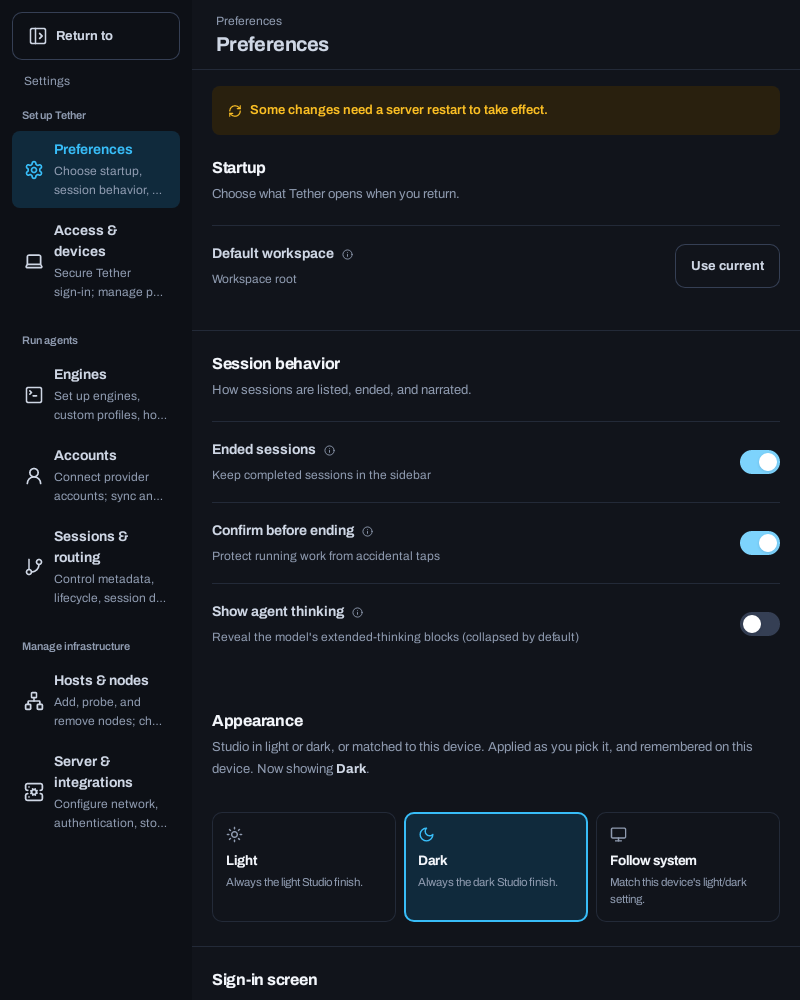 Return to
Settings
Set up Tether
Preferences
Choose startup,
session behavior, ...
Access &
devices
Secure Tether
sign-in; manage p...
Run agents
Engines
Set up engines,
custom profiles, ho...
Accounts
Connect provider
accounts; sync an...
Sessions &
routing
Control metadata,
lifecycle, session d...
Manage infrastructure
Hosts & nodes
Add, probe, and
remove nodes; ch...
Server &
integrations
Configure network,
authentication, sto...
Preferences
Preferences
Some changes need a server restart to take effect.
Startup
Choose what Tether opens when you return.
Default workspace
Workspace root
Use current
Session behavior
How sessions are listed, ended, and narrated.
Ended sessions
Keep completed sessions in the sidebar
Confirm before ending
Protect running work from accidental taps
Show agent thinking
Reveal the model's extended-thinking blocks (collapsed by default)
Appearance
Studio in light or dark, or matched to this device. Applied as you pick it, and remembered on this
device. Now showing Dark.
Light
Always the light Studio finish.
Dark
Always the dark Studio finish.
Follow system
Match this device's light/dark
setting.
Sign-in screen